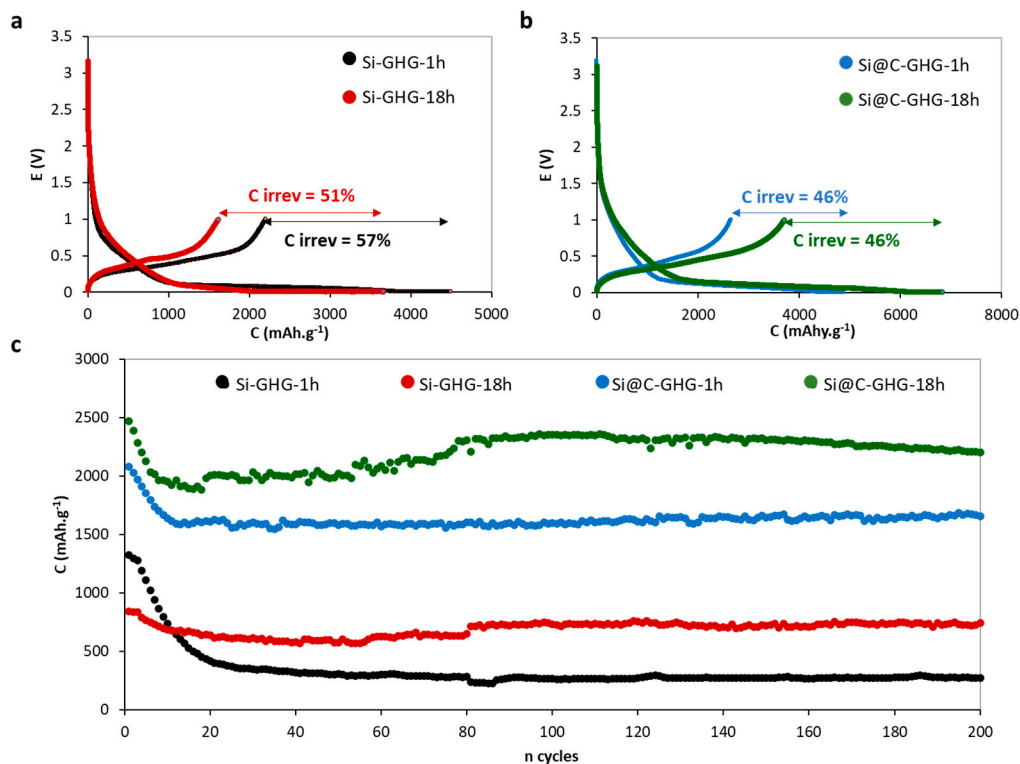 a
3.5
3
2.5
2
1.5
1
0.5
0
E (V)
Si-GHG-1h
Si-GHG-18h
C irrev = 51%
C irrev = 57%
0 1000 2000 3000 4000 5000
C (mAh.g-1)
b
3.5
3
2.5
2
1.5
1
0.5
0
E (V)
Si@C-GHG-1h
Si@C-GHG-18h
C irrev = 46%
C irrev = 46%
0 2000 4000 6000 8000
C (mAhy.g-1)
c
3000
2500
2000
1500
1000
500
0
C (mAh.g-1)
Si-GHG-1h Si-GHG-18h Si@C-GHG-1h Si@C-GHG-18h
0 20 40 60 80 100 120 140 160 180 200
n cycles